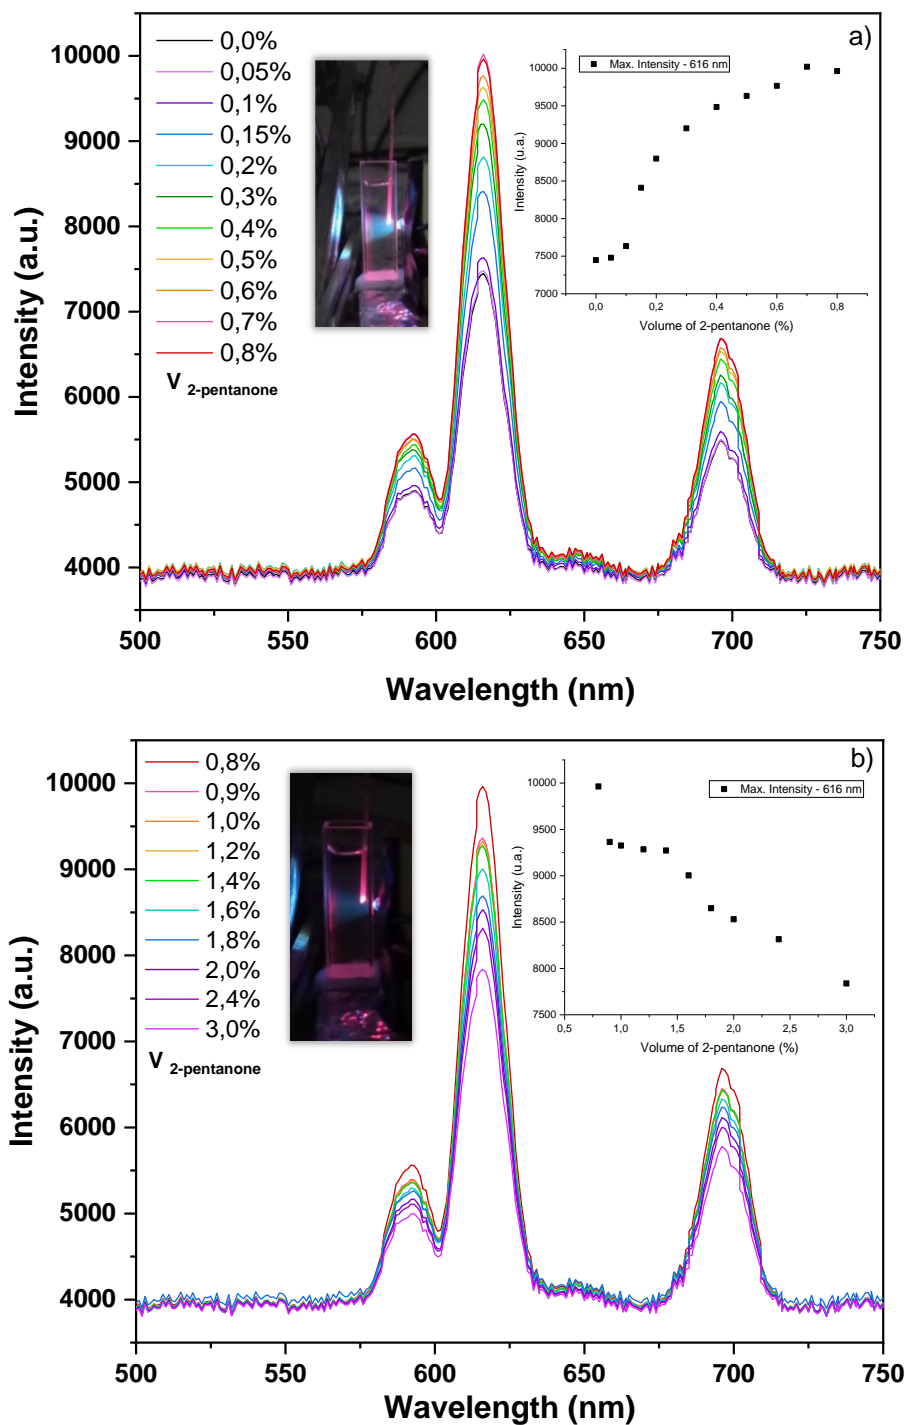 a)
0,0%
0,05%
0,1%
0,15%
0,2%
0,3%
0,4%
0,5%
0,6%
0,7%
0,8%
V 2-pentanone
Max. Intensity - 616 nm
10000
9500
9000
8500
8000
7500
7000
Intensity (u.a.)
0,0 0,2 0,4 0,6 0,8
Volume of 2-pentanone (%)
10000
9000
8000
7000
6000
5000
4000
Intensity (a.u.)
500 550 600 650 700 750
Wavelength (nm)
b)
0,8%
0,9%
1,0%
1,2%
1,4%
1,6%
1,8%
2,0%
2,4%
3,0%
V 2-pentanone
Max. Intensity - 616 nm
10000
9500
9000
8500
8000
7500
Intensity (u.a.)
0,5 1,0 1,5 2,0 2,5 3,0
Volume of 2-pentanone (%)
10000
9000
8000
7000
6000
5000
4000
Intensity (a.u.)
500 550 600 650 700 750
Wavelength (nm)